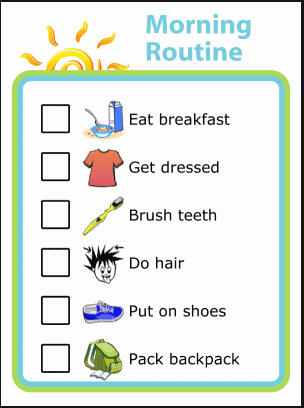 Morning
Routine
Eat breakfast
Get dressed
Brush teeth
Do hair
Put on shoes
Pack backpack